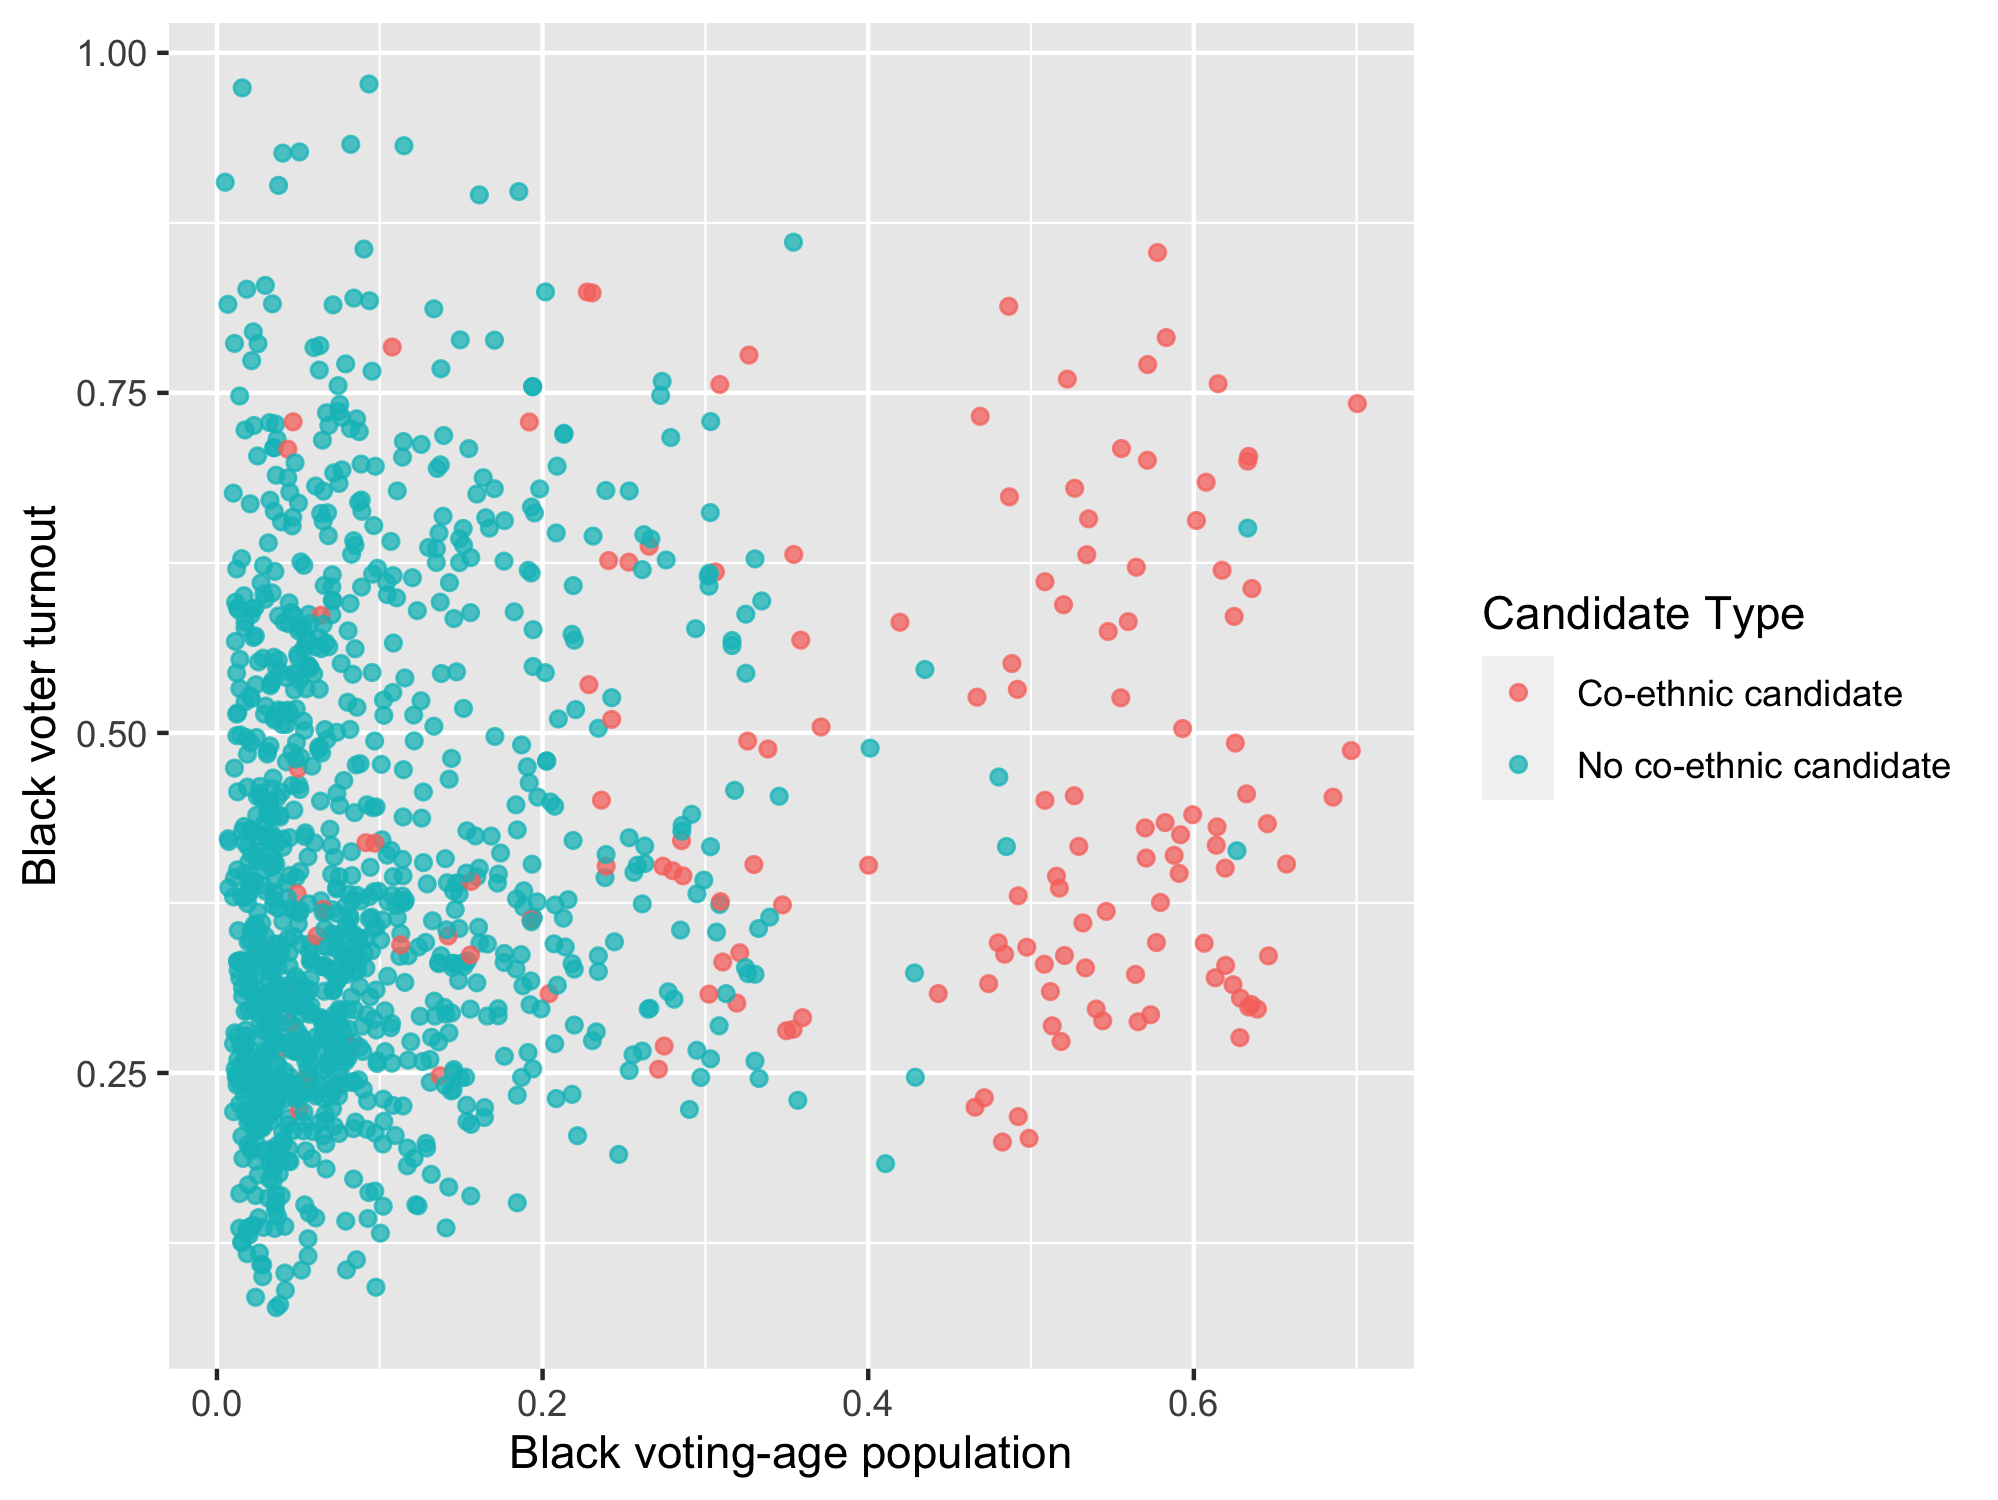 1.00
0.75
0.50
0.25
Black voter turnout
0.0 0.2 0.4 0.6
Black voting-age population
Candidate Type
Co-ethnic candidate
No co-ethnic candidate